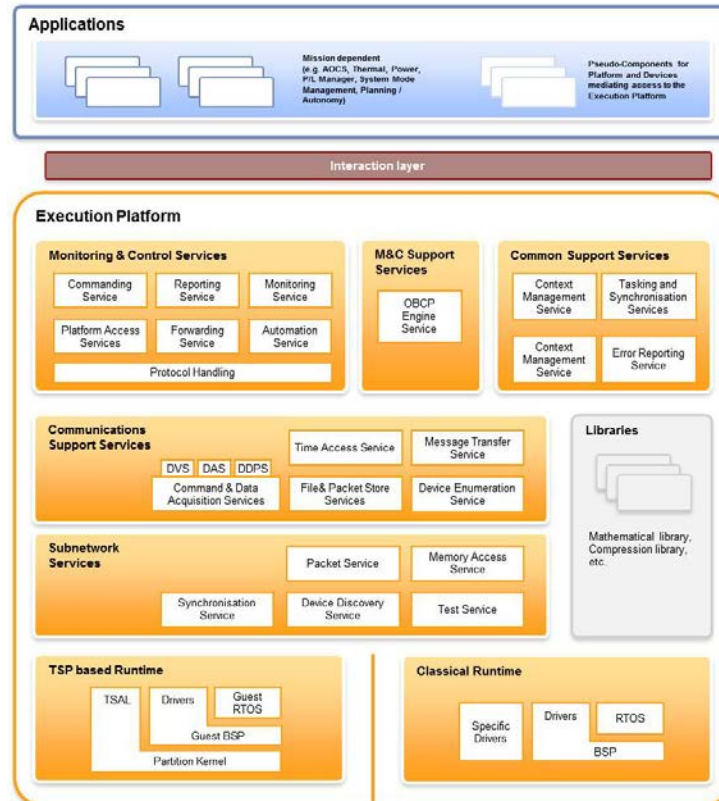 Applications
Mission dependent
(e.g. AOCS, Thermal, Power,
P/L Manager, System Mode
Management, Planning /
Autonomy)
Pseudo-Components for
Platform and Devices
mediating access to the
Execution Platform
Interaction layer
Execution Platform
Monitoring & Control Services
Commanding
Service
Reporting
Service
Monitoring
Service
Platform Access
Services
Forwarding
Service
Automation
Service
Protocol Handling
M&C Support
Services
OBCP
Engine
Service
Common Support Services
Context
Management
Service
Tasking and
Synchronisation
Services
Context
Management
Service
Error Reporting
Service
Communications
Support Services
Time Access Service
Message Transfer
Service
DVS
DAS
DDPS
Command & Data
Acquisition Services
File& Packet Store
Services
Device Enumeration
Service
Libraries
Mathematical library,
Compression library,
etc.
Subnetwork
Services
Packet Service
Memory Access
Service
Synchronisation
Service
Device Discovery
Service
Test Service
TSP based Runtime
TSAL
Drivers
Guest
RTOS
Guest BSP
Partition Kernel
Classical Runtime
Specific
Drivers
Drivers
RTOS
BSP